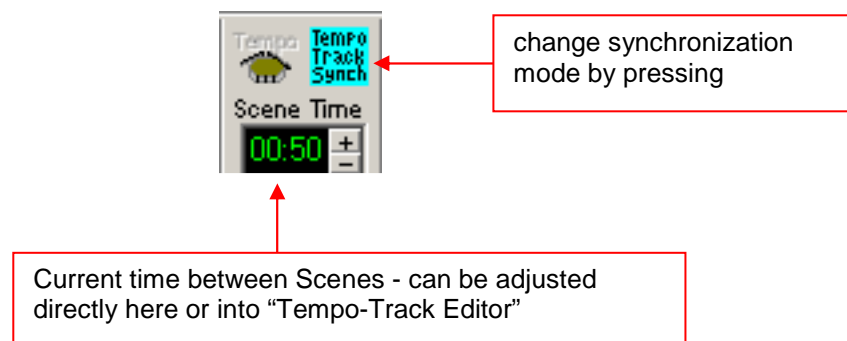 Tempo
Tempo
Track
Synch
change synchronization
mode by pressing
Scene Time
00:50 +
−
Current time between Scenes - can be adjusted
directly here or into “Tempo-Track Editor”